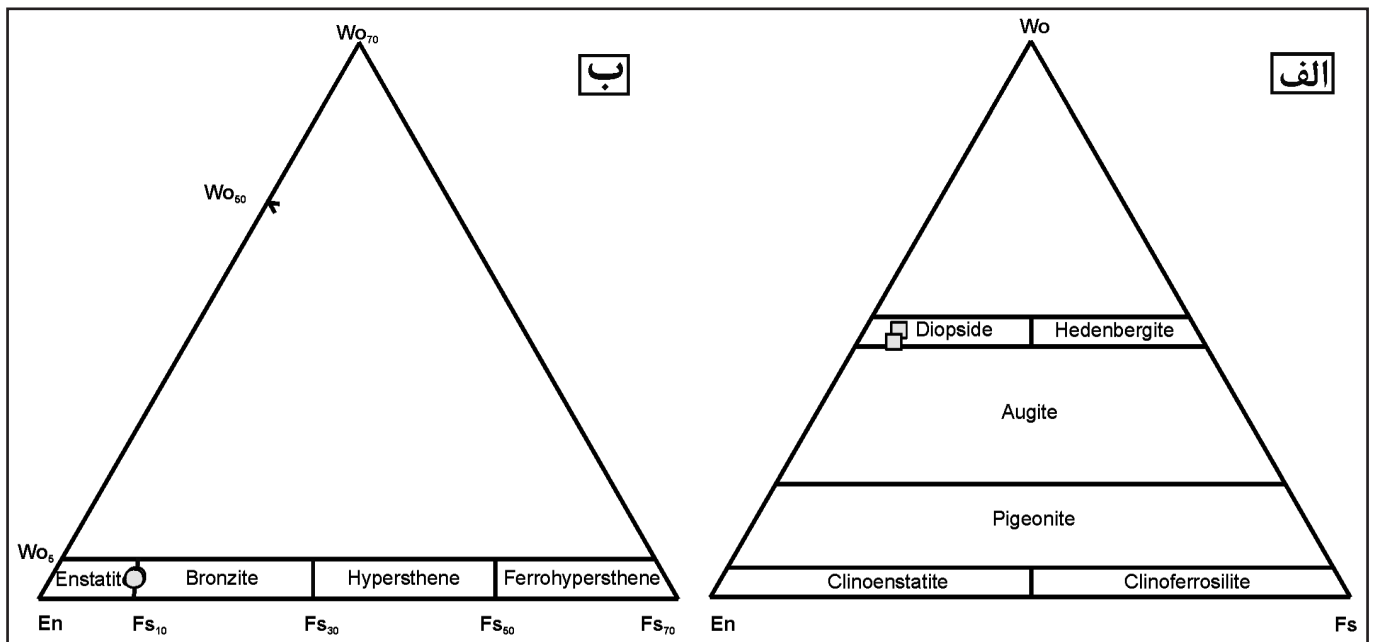 Wo₇₀
ب
Wo₅₀
Wo₅
Enstatit
Bronzite
Hypersthene
Ferrohypersthene
En
Fs₁₀
Fs₃₀
Fs₅₀
Fs₇₀
Wo
الف
Diopside
Hedenbergite
Augite
Pigeonite
Clinoenstatite
Clinoferrosilite
En
Fs